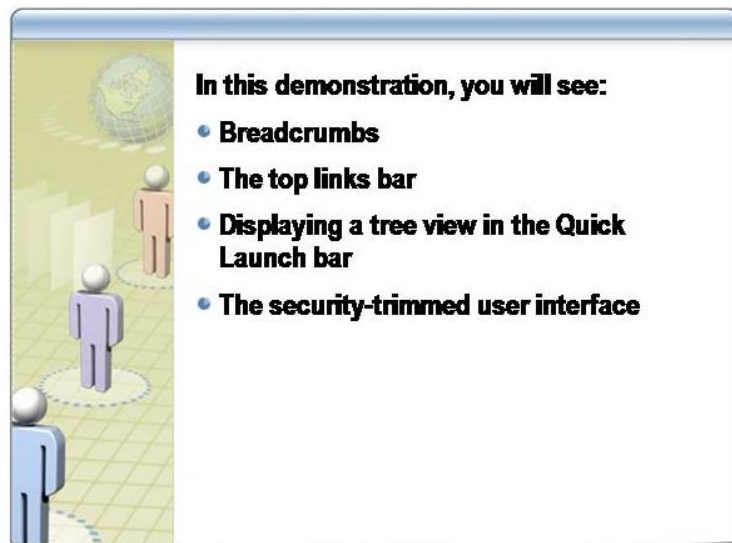 In this demonstration, you will see:
Breadcrumbs
The top links bar
Displaying a tree view in the Quick
Launch bar
The security-trimmed user interface